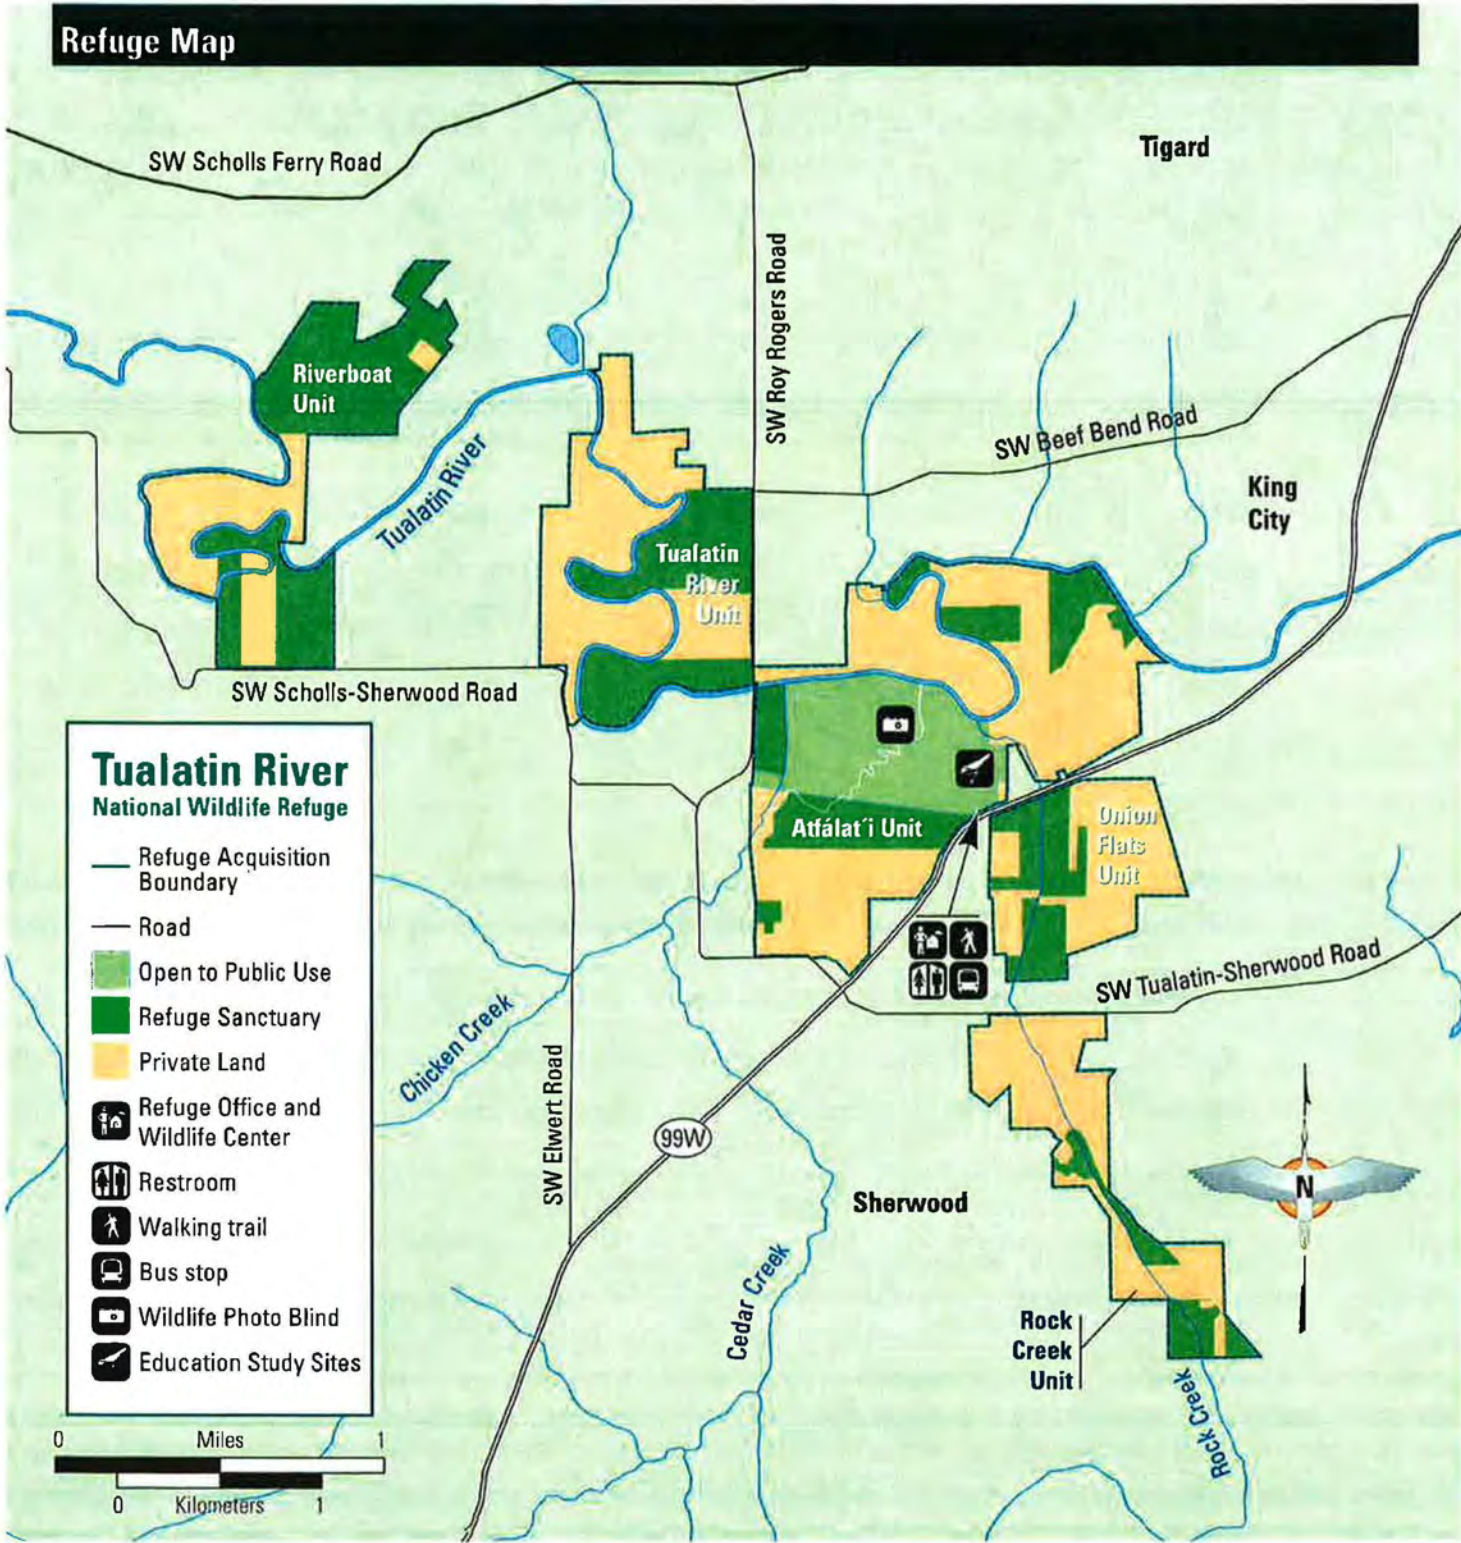 Refuge Map
Tigard
SW Scholls Ferry Road
SW Roy Rogers Road
Riverboat
Unit
SW Beef Bend Road
King
City
Tualatin River
Tualatin
River
Unit
SW Scholls-Sherwood Road
Atfálat´i Unit
Union
Flats
Unit
SW Tualatin-Sherwood Road
Chicken Creek
SW Elwert Road
99W
Sherwood
Cedar Creek
Rock
Creek
Unit
Rock Creek
N
Tualatin River
National Wildlife Refuge
Refuge Acquisition
Boundary
Road
Open to Public Use
Refuge Sanctuary
Private Land
Refuge Office and
Wildlife Center
Restroom
Walking trail
Bus stop
Wildlife Photo Blind
Education Study Sites
0 Miles 1
0 Kilometers 1